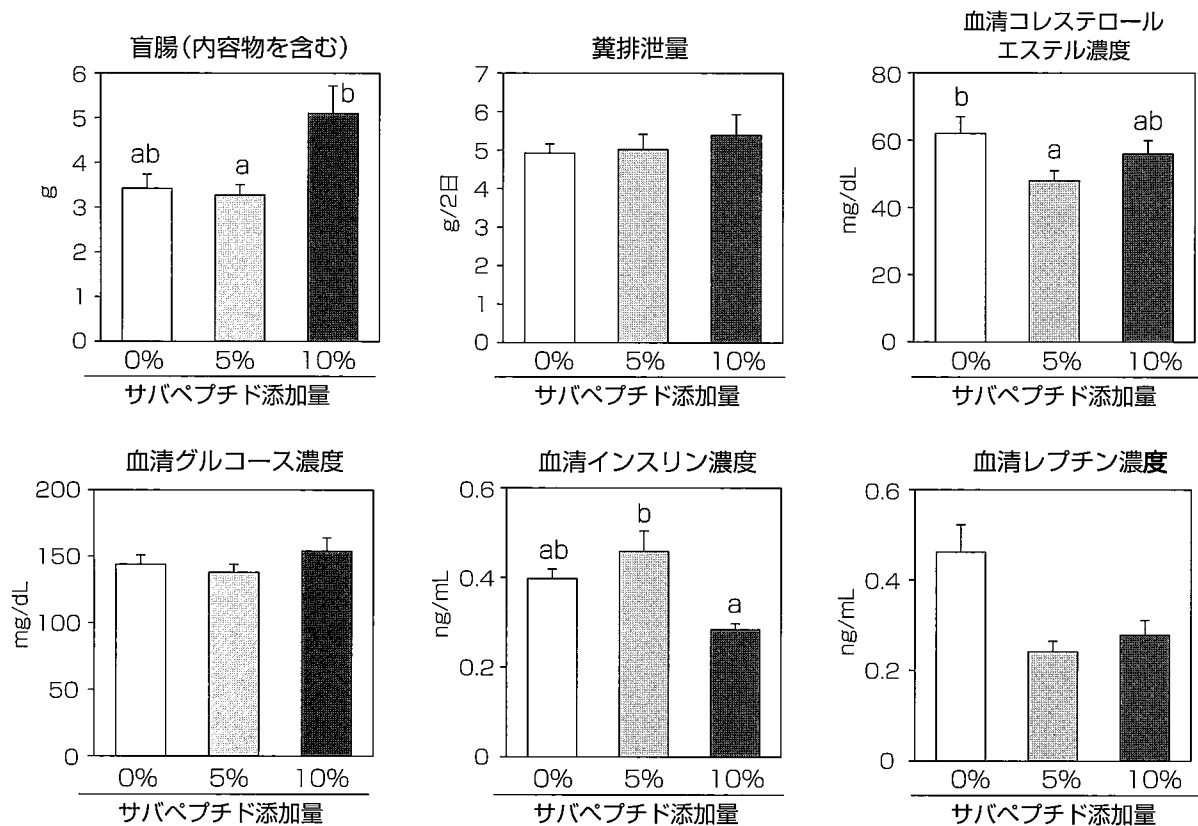 盲腸(内容物を含む)
6
5
4
3
2
1
0
g
ab
a
b
0% 5% 10%
サバペプチド添加量
糞排泄量
7
6
5
4
3
2
1
0
g/2日
0% 5% 10%
サバペプチド添加量
血清コレステロール
エステル濃度
80
60
40
20
0
mg/dL
b
a
ab
0% 5% 10%
サバペプチド添加量
血清グルコース濃度
200
150
100
50
0
mg/dL
0% 5% 10%
サバペプチド添加量
血清インスリン濃度
0.6
0.4
0.2
0
ng/mL
ab
b
a
0% 5% 10%
サバペプチド添加量
血清レプチン濃度
0.6
0.4
0.2
0
ng/mL
0% 5% 10%
サバペプチド添加量